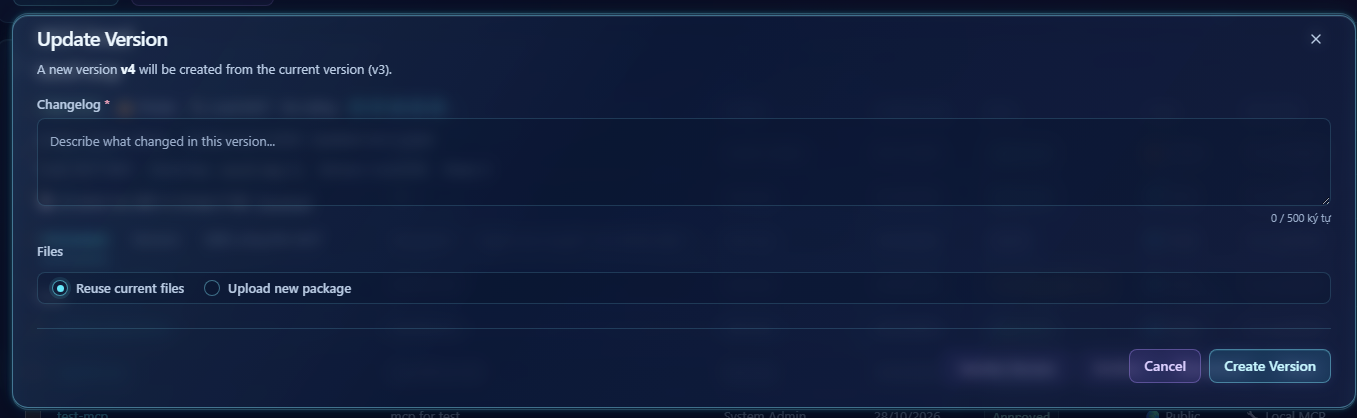 Update Version
A new version v4 will be created from the current version (v3).
Changelog *
Describe what changed in this version...
0 / 500 ký tự
Files
Reuse current files Upload new package
Cancel Create Version
test-mcp mcp for test System Admin 28/10/2026 Approved Public Local MCP